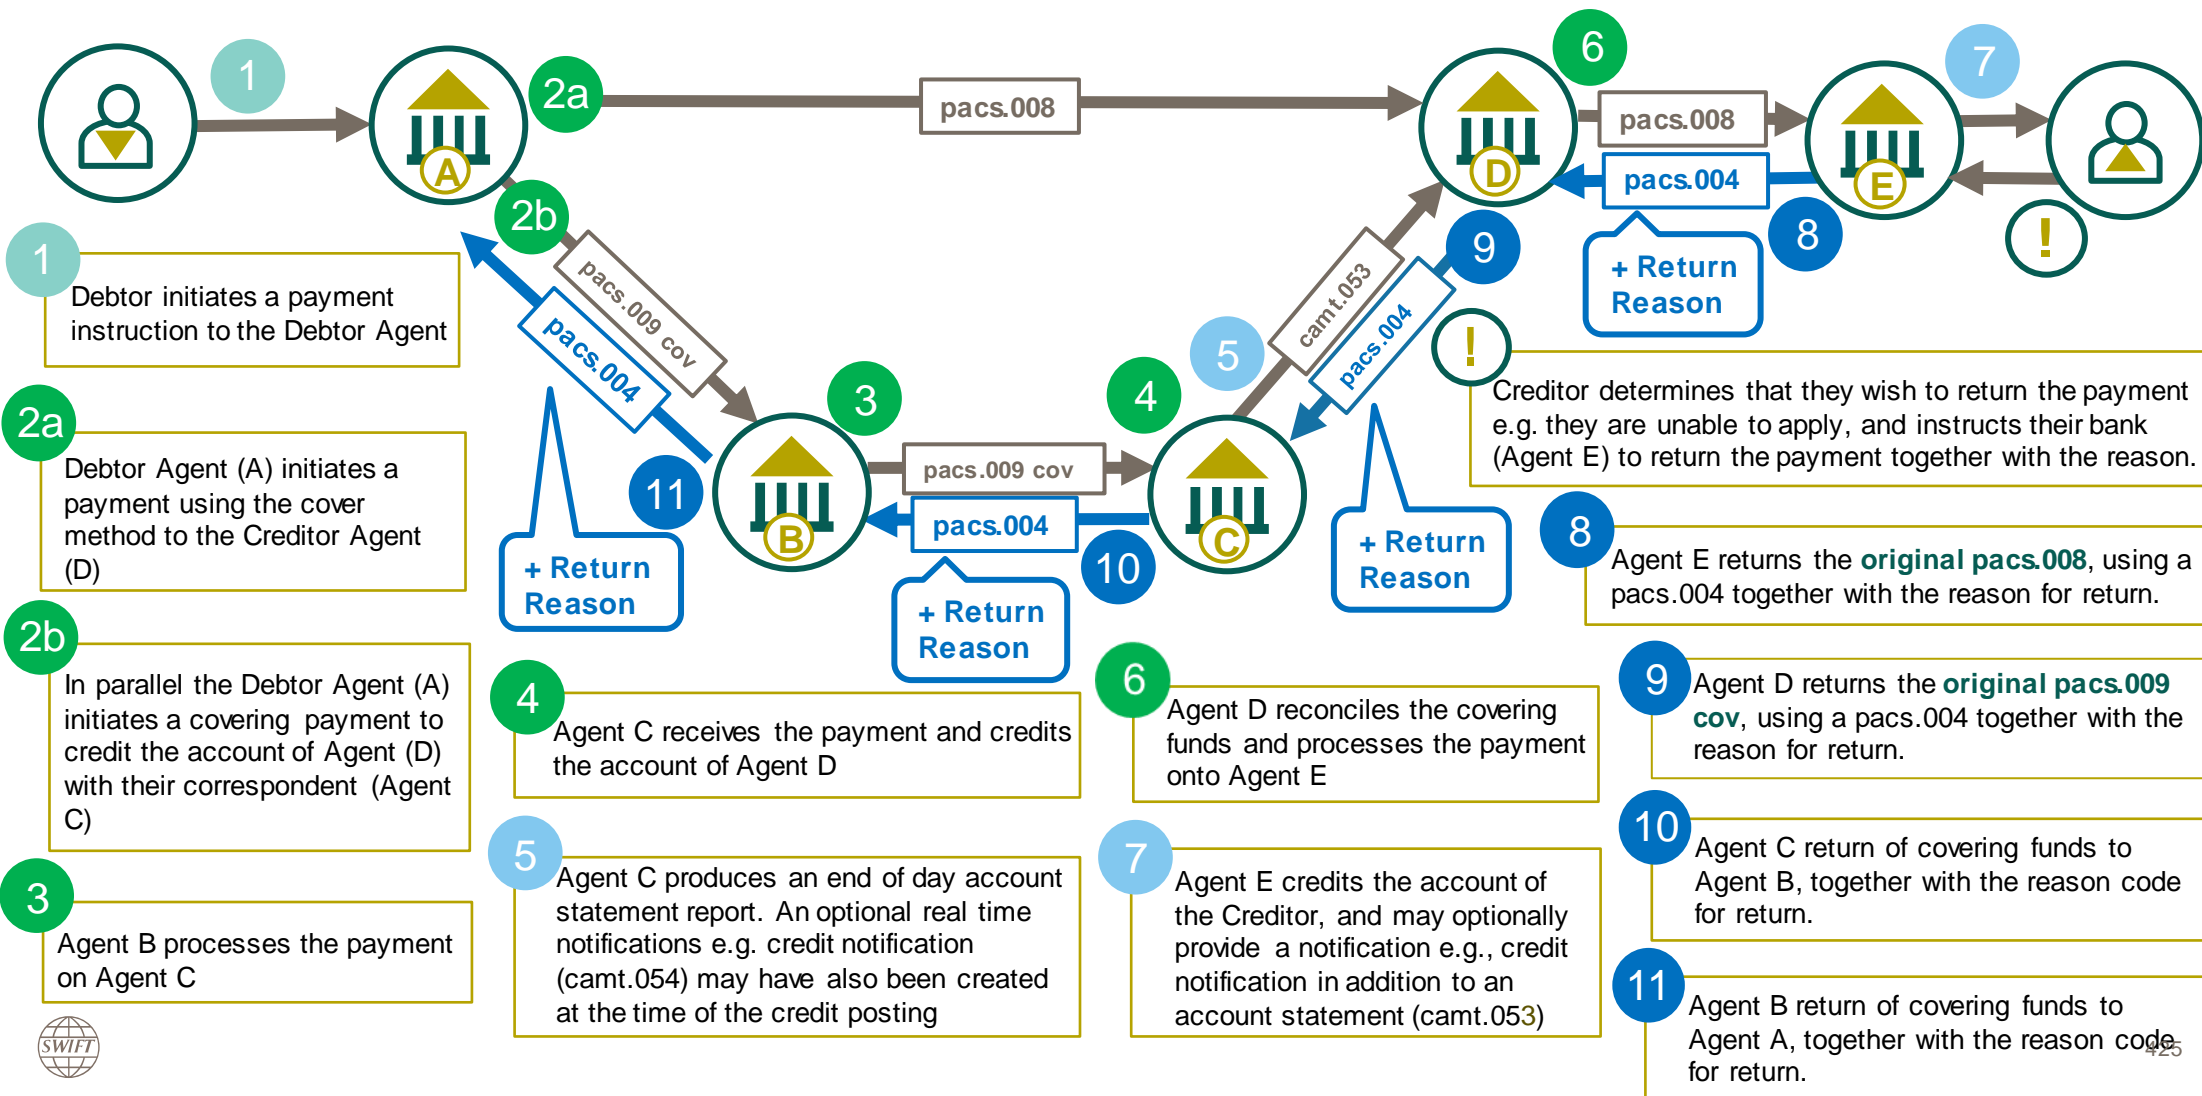 1
2a
pacs.008
6
pacs.008
7
A
D
pacs.004
E
2b
pacs.009 cov
pacs.004
camt.053
9
pacs.004
8
!
+ Return
Reason
5
3
4
pacs.009 cov
B
pacs.004
C
11
10
+ Return
Reason
+ Return
Reason
+ Return
Reason
1
Debtor initiates a payment
instruction to the Debtor Agent
2a
Debtor Agent (A) initiates a
payment using the cover
method to the Creditor Agent
(D)
2b
In parallel the Debtor Agent (A)
initiates a covering payment to
credit the account of Agent (D)
with their correspondent (Agent
C)
3
Agent B processes the payment
on Agent C
4
Agent C receives the payment and credits
the account of Agent D
5
Agent C produces an end of day account
statement report. An optional real time
notifications e.g. credit notification
(camt.054) may have also been created
at the time of the credit posting
6
Agent D reconciles the covering
funds and processes the payment
onto Agent E
7
Agent E credits the account of
the Creditor, and may optionally
provide a notification e.g., credit
notification in addition to an
account statement (camt.053)
!
Creditor determines that they wish to return the payment
e.g. they are unable to apply, and instructs their bank
(Agent E) to return the payment together with the reason.
8
Agent E returns the original pacs.008, using a
pacs.004 together with the reason for return.
9
Agent D returns the original pacs.009
cov, using a pacs.004 together with the
reason for return.
10
Agent C return of covering funds to
Agent B, together with the reason code
for return.
11
Agent B return of covering funds to
Agent A, together with the reason code
for return.
SWIFT
425